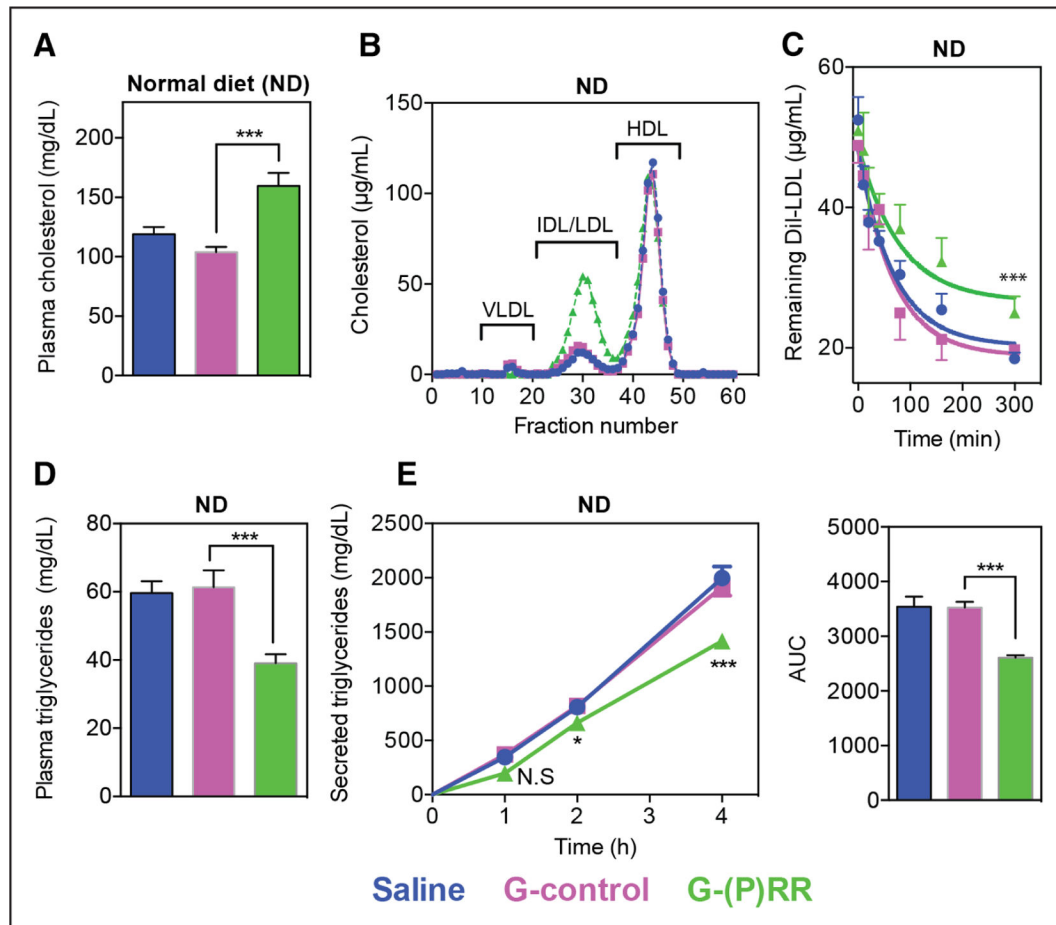 A
Normal diet (ND)
Plasma cholesterol (mg/dL)
200
150
100
50
0
***
B
ND
Cholesterol (µg/mL)
150
100
50
0
VLDL
IDL/LDL
HDL
0 10 20 30 40 50 60
Fraction number
C
ND
Remaining DiI-LDL (µg/mL)
60
40
20
***
0 100 200 300
Time (min)
D
ND
Plasma triglycerides (mg/dL)
80
60
40
20
0
***
E
ND
Secreted triglycerides (mg/dL)
2000
1500
1000
500
0
N.S
*
***
0 1 2 3 4
Time (h)
AUC
5000
4000
3000
2000
1000
0
***
Saline G-control G-(P)RR